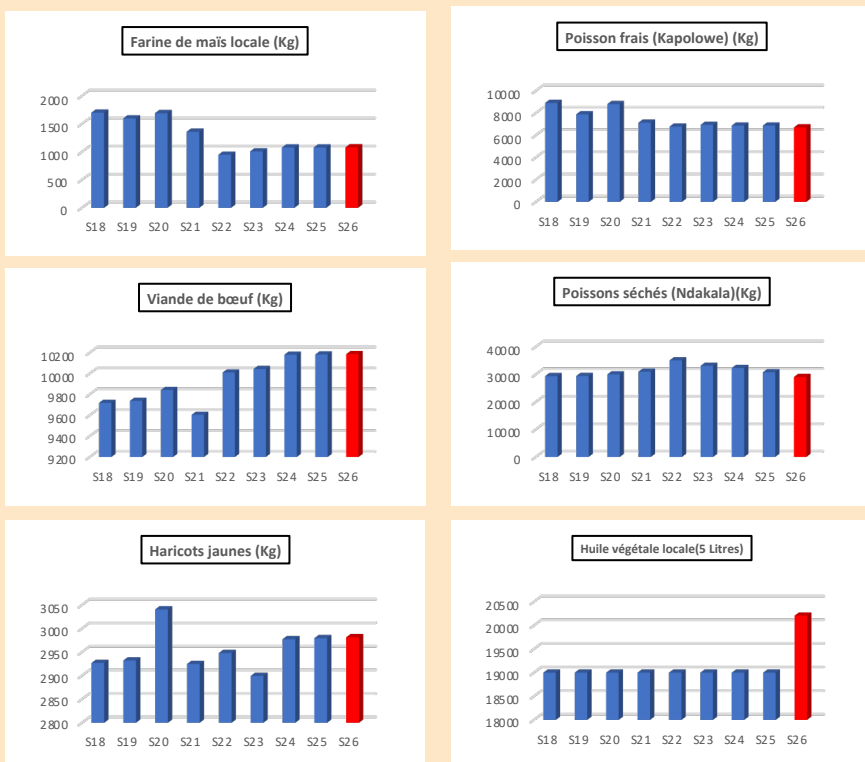 Farine de maïs locale (Kg)
2000
1500
1000
500
0
S18 S19 S20 S21 S22 S23 S24 S25 S26
Poisson frais (Kapolowe) (Kg)
10000
8000
6000
4000
2000
0
S18 S19 S20 S21 S22 S23 S24 S25 S26
Viande de bœuf (Kg)
10200
10000
9800
9600
9400
9200
S18 S19 S20 S21 S22 S23 S24 S25 S26
Poissons séchés (Ndakala)(Kg)
40000
30000
20000
10000
0
S18 S19 S20 S21 S22 S23 S24 S25 S26
Haricots jaunes (Kg)
3050
3000
2950
2900
2850
2800
S18 S19 S20 S21 S22 S23 S24 S25 S26
Huile végétale locale(5 Litres)
20500
20000
19500
19000
18500
18000
S18 S19 S20 S21 S22 S23 S24 S25 S26